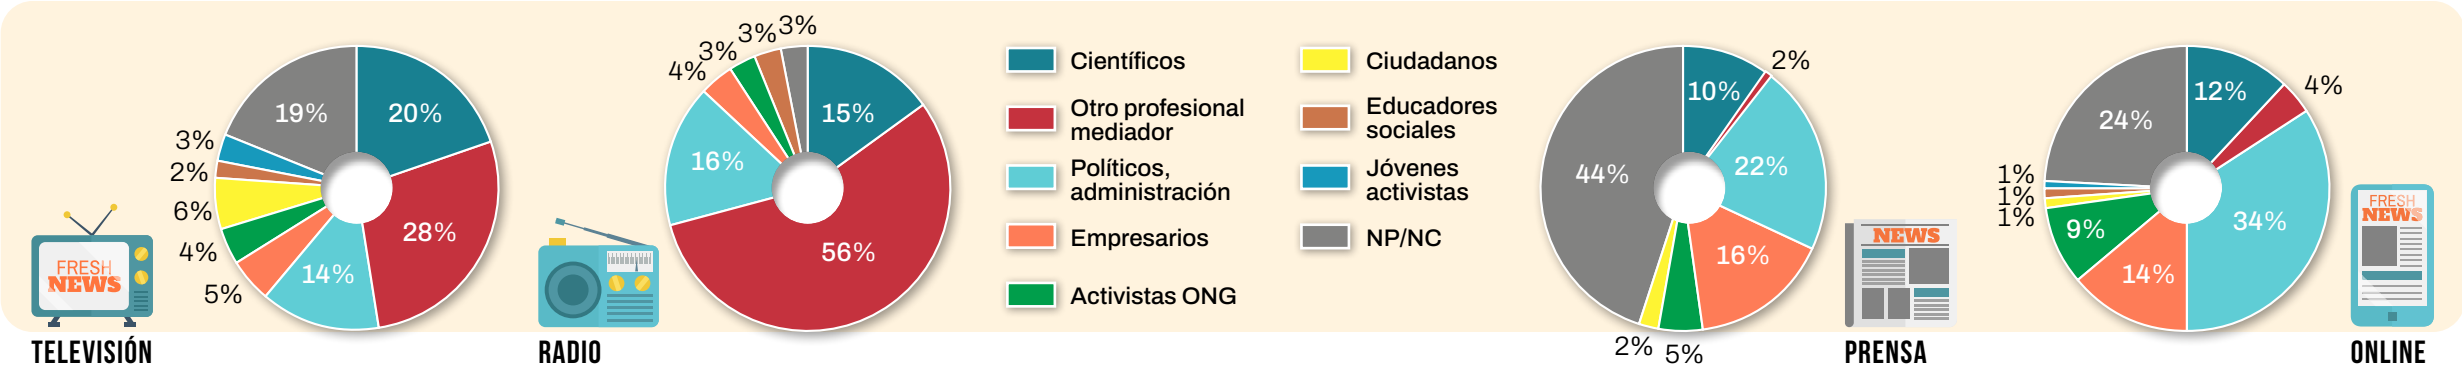 20%
28%
14%
5%
4%
6%
2%
3%
19%
FRESH
NEWS
TELEVISIÓN
15%
56%
16%
4%
3%
3%
3%
RADIO
Científicos
Otro profesional
mediador
Políticos,
administración
Empresarios
Activistas ONG
Ciudadanos
Educadores
sociales
Jóvenes
activistas
NP/NC
10%
2%
22%
16%
5%
2%
44%
NEWS
PRENSA
12%
4%
34%
14%
9%
1%
1%
1%
24%
FRESH
NEWS
ONLINE